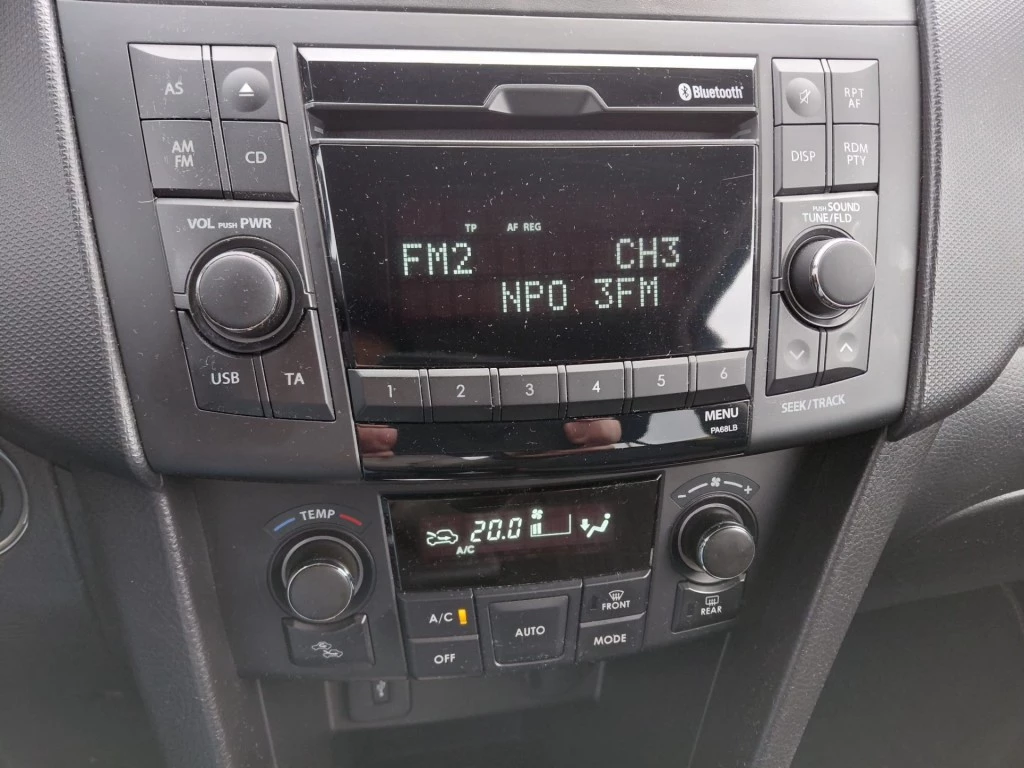 AS
AM
FM
CD
VOL PUSH PWR
USB
TA
Bluetooth®
TP AF REG
FM2 CH3
NPO 3FM
1 2 3 4 5 6
MENU
PA68LB
RPT
AF
DISP
RDM
PTY
PUSH SOUND
TUNE/FLD
SEEK/TRACK
TEMP
20.0
A/C
- +
A/C
OFF
AUTO
FRONT
MODE
REAR